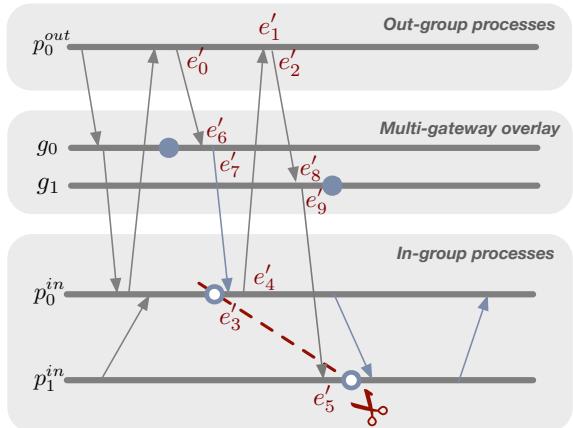 Out-group processes
p_0^{out}
e'_1
e'_0
e'_2
Multi-gateway overlay
g_0
e'_6
e'_7
g_1
e'_8
e'_9
In-group processes
p_0^{in}
e'_4
e'_3
p_1^{in}
e'_5